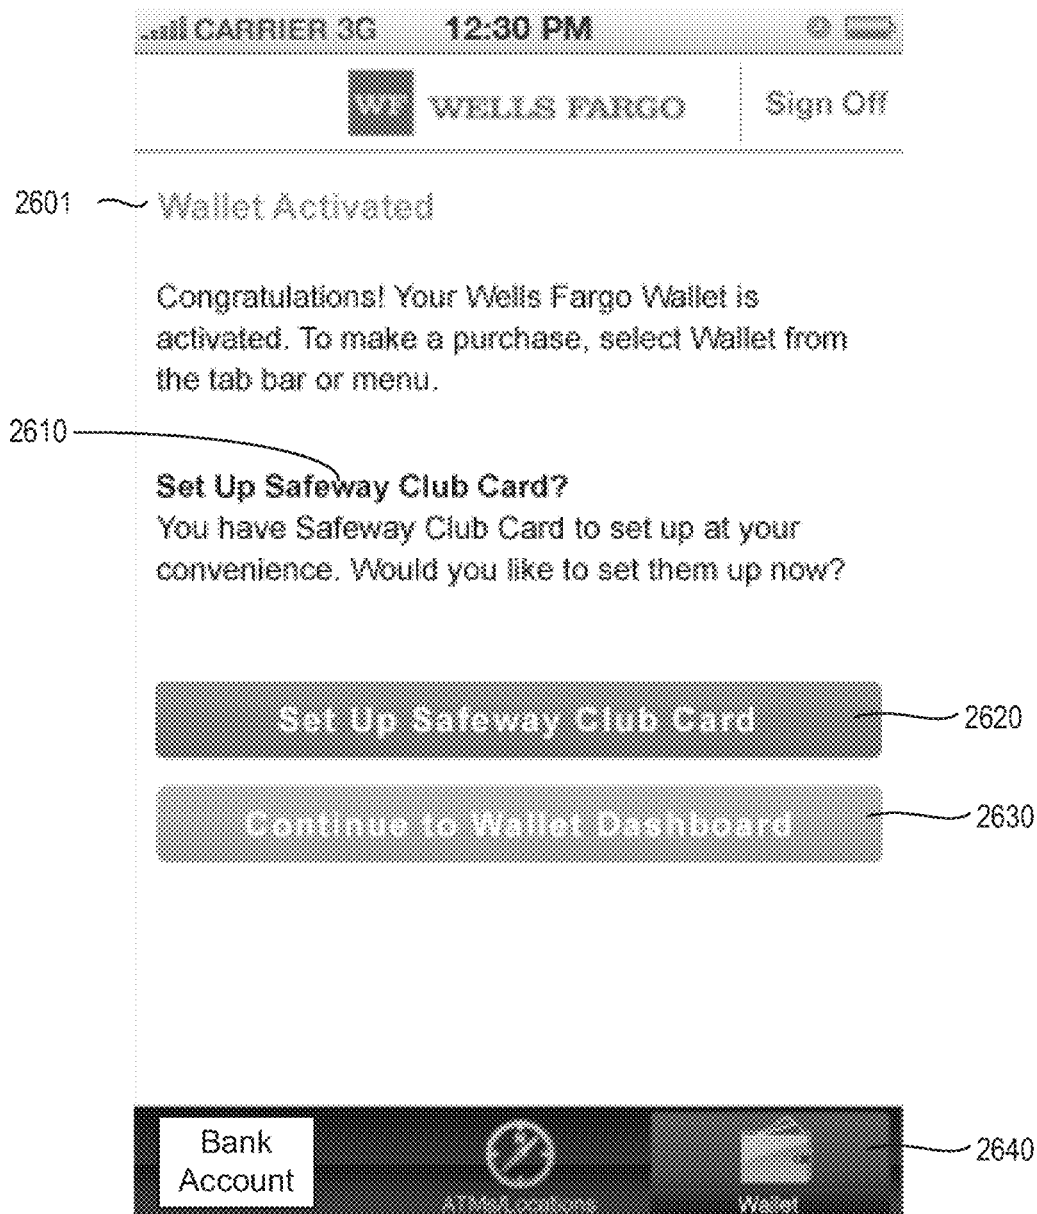 CARRIER 3G 12:30 PM
WF WELLS FARGO Sign Off
2601 Wallet Activated
Congratulations! Your Wells Fargo Wallet is
activated. To make a purchase, select Wallet from
the tab bar or menu.
2610
Set Up Safeway Club Card?
You have Safeway Club Card to set up at your
convenience. Would you like to set them up now?
Set Up Safeway Club Card 2620
Continue to Wallet Dashboard 2630
Bank
Account
ATMs/Locations
Wallet
2640